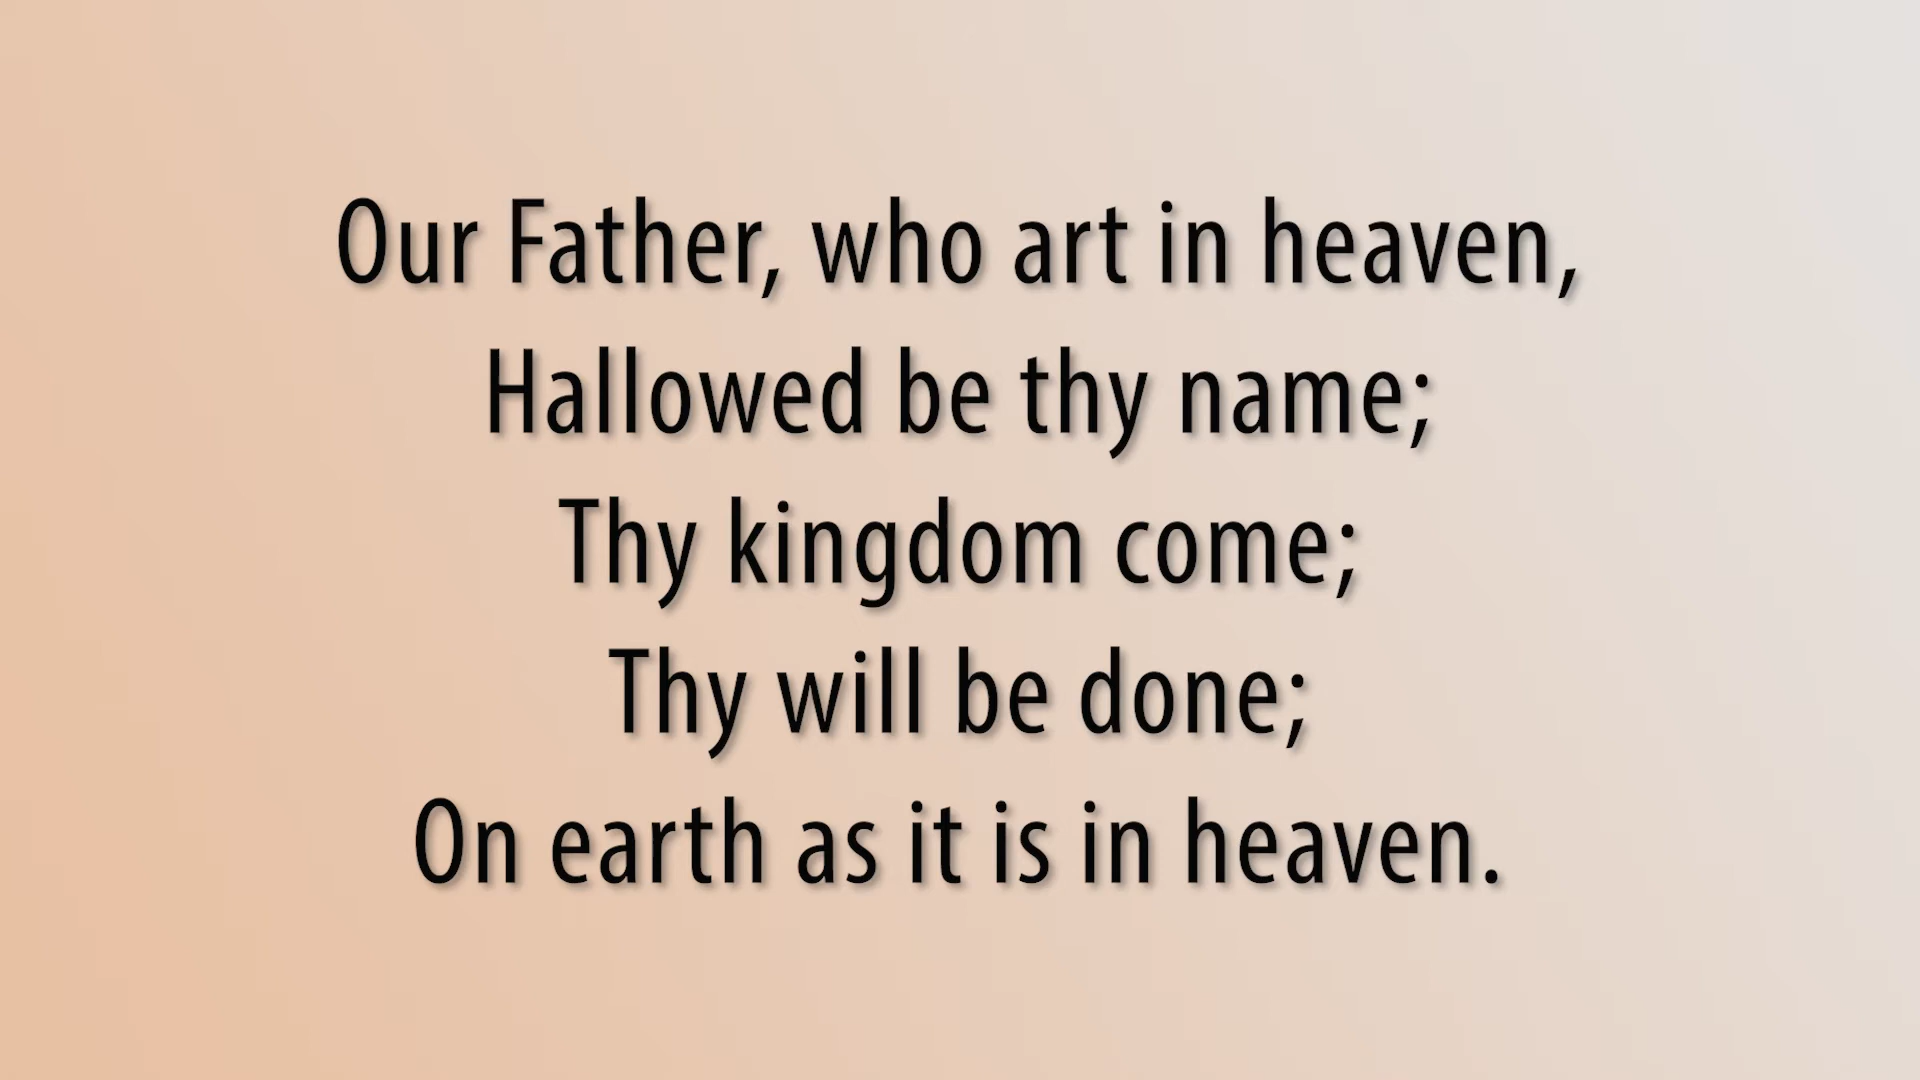 Our Father, who art in heaven,
Hallowed be thy name;
Thy kingdom come;
Thy will be done;
On earth as it is in heaven.